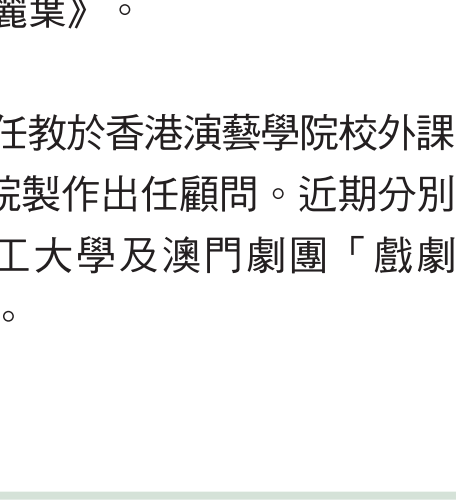 麗葉》。
任教於香港演藝學院校外課
院製作出任顧問。近期分別
工大學及澳門劇團「戲劇
。